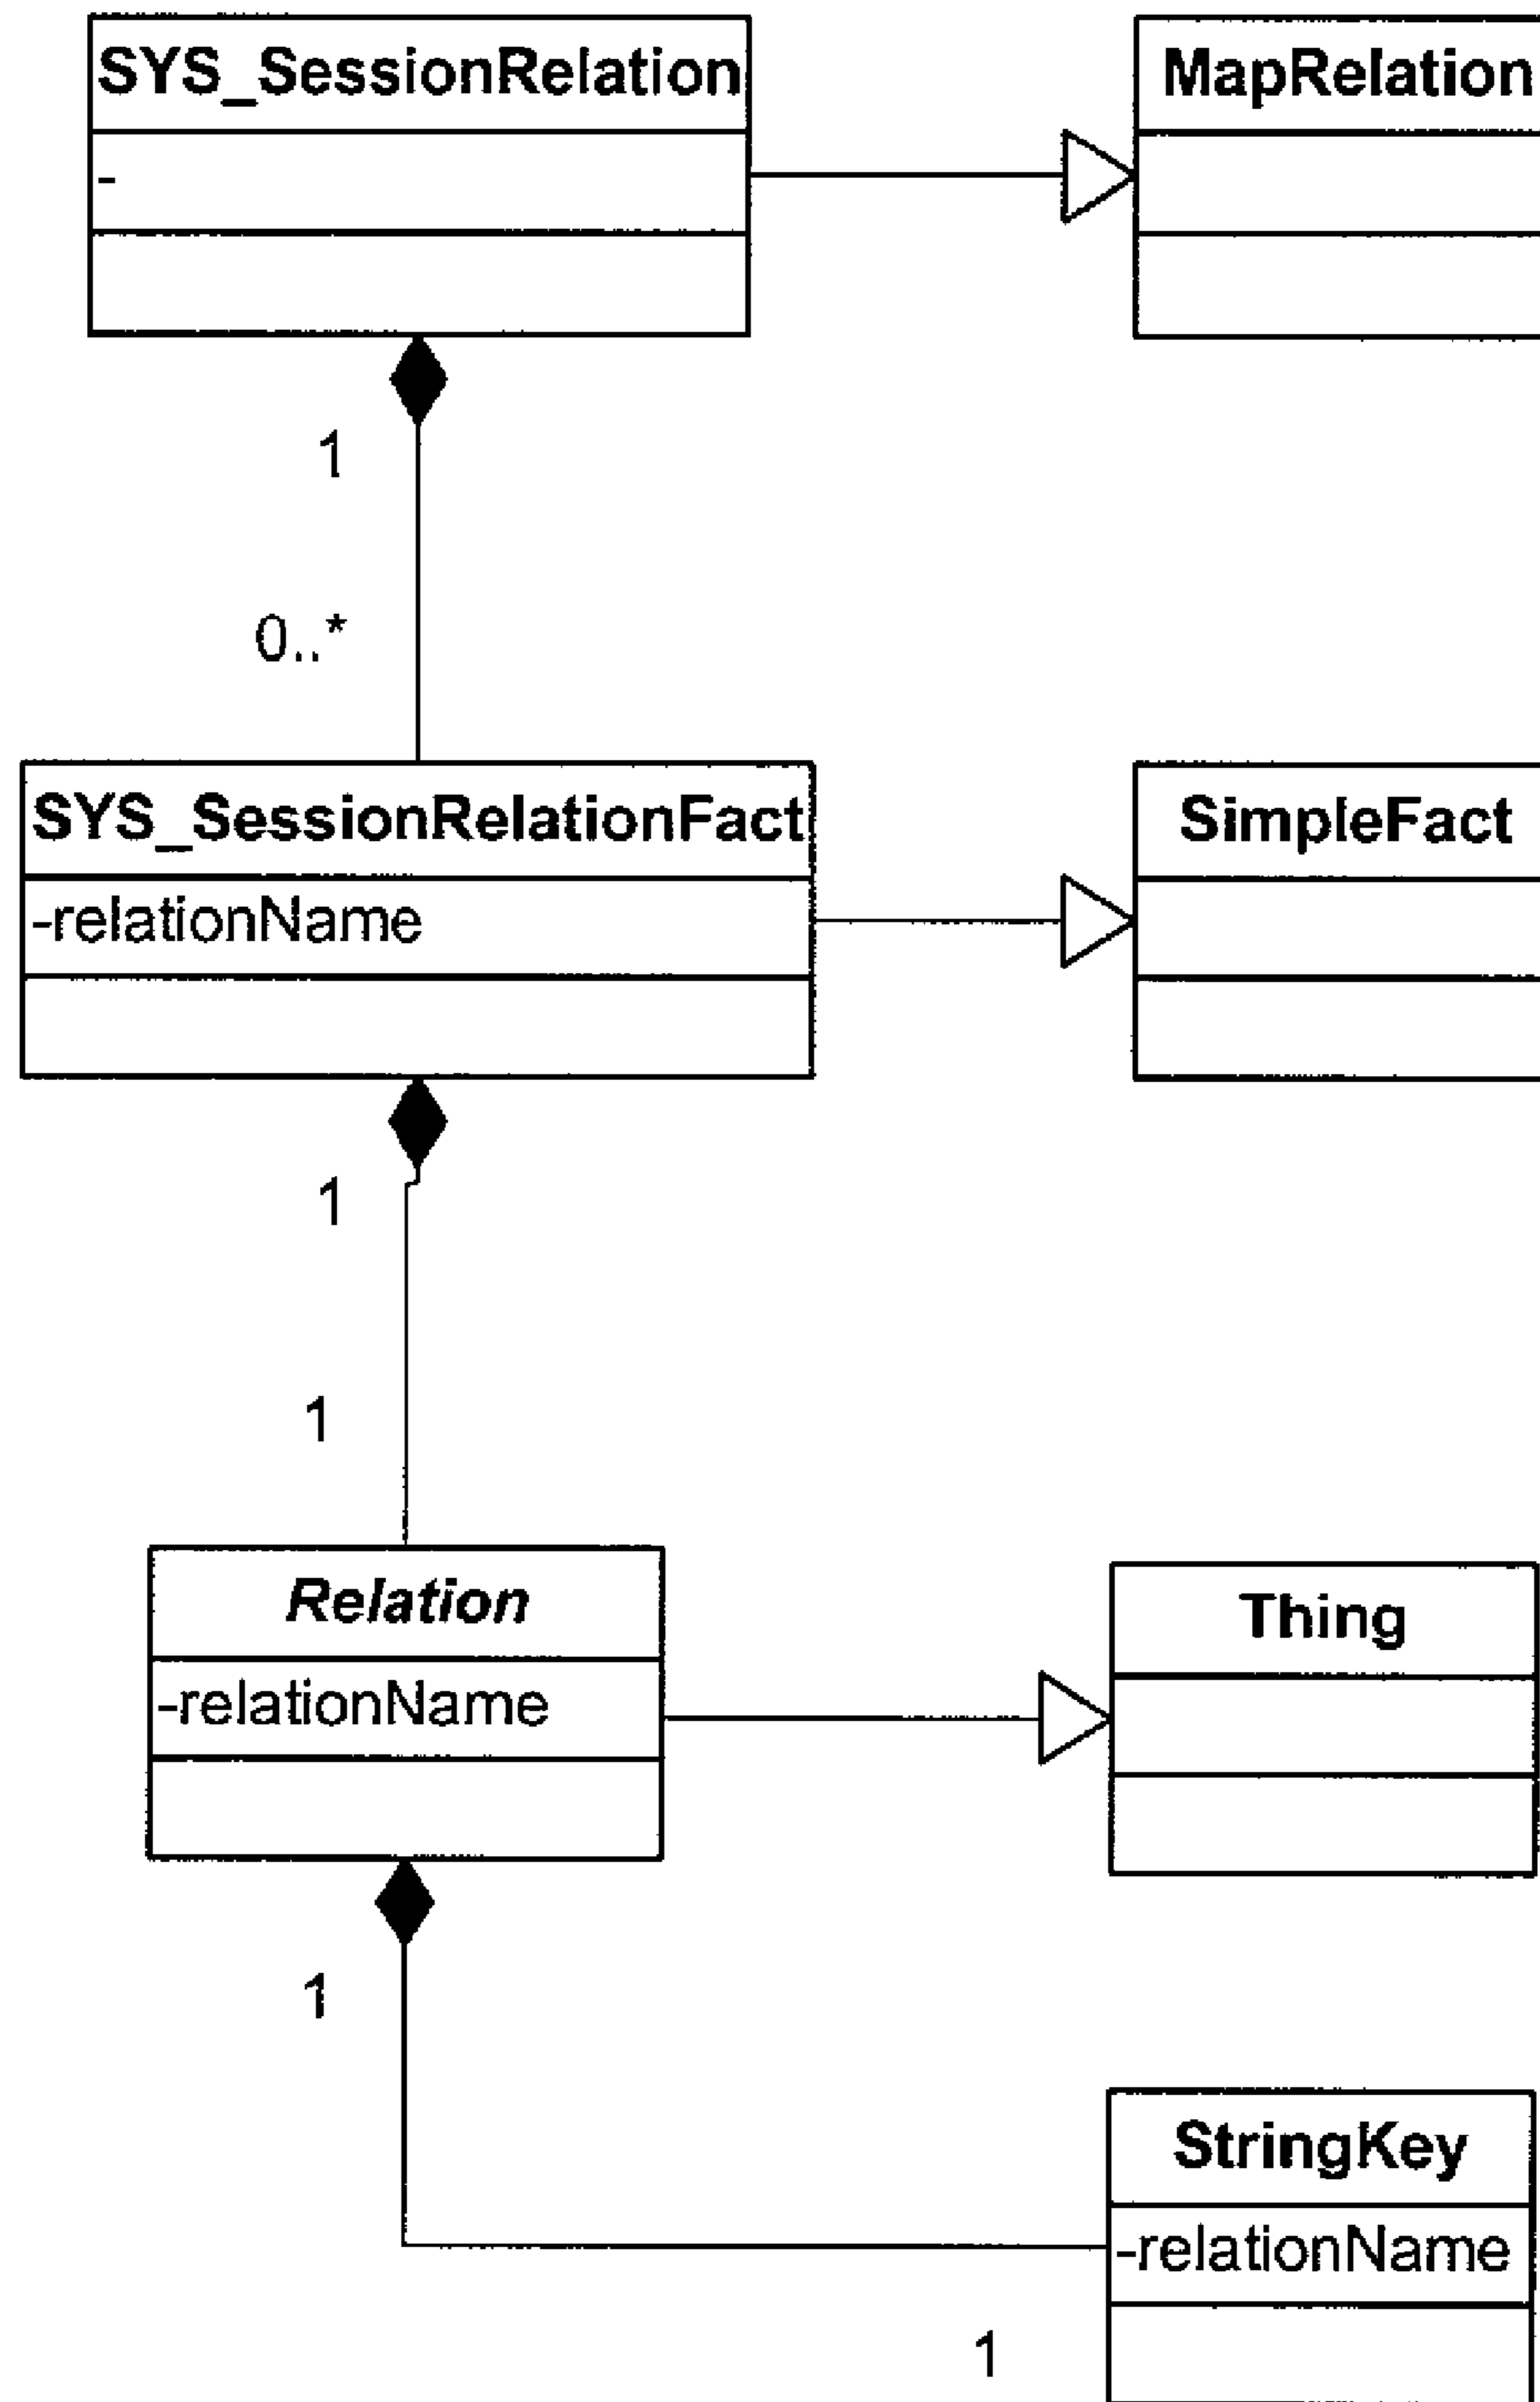 SYS_SessionRelation
MapRelation
-
1
0..*
SYS_SessionRelationFact
SimpleFact
-relationName
1
1
Relation
Thing
-relationName
1
StringKey
-relationName
1